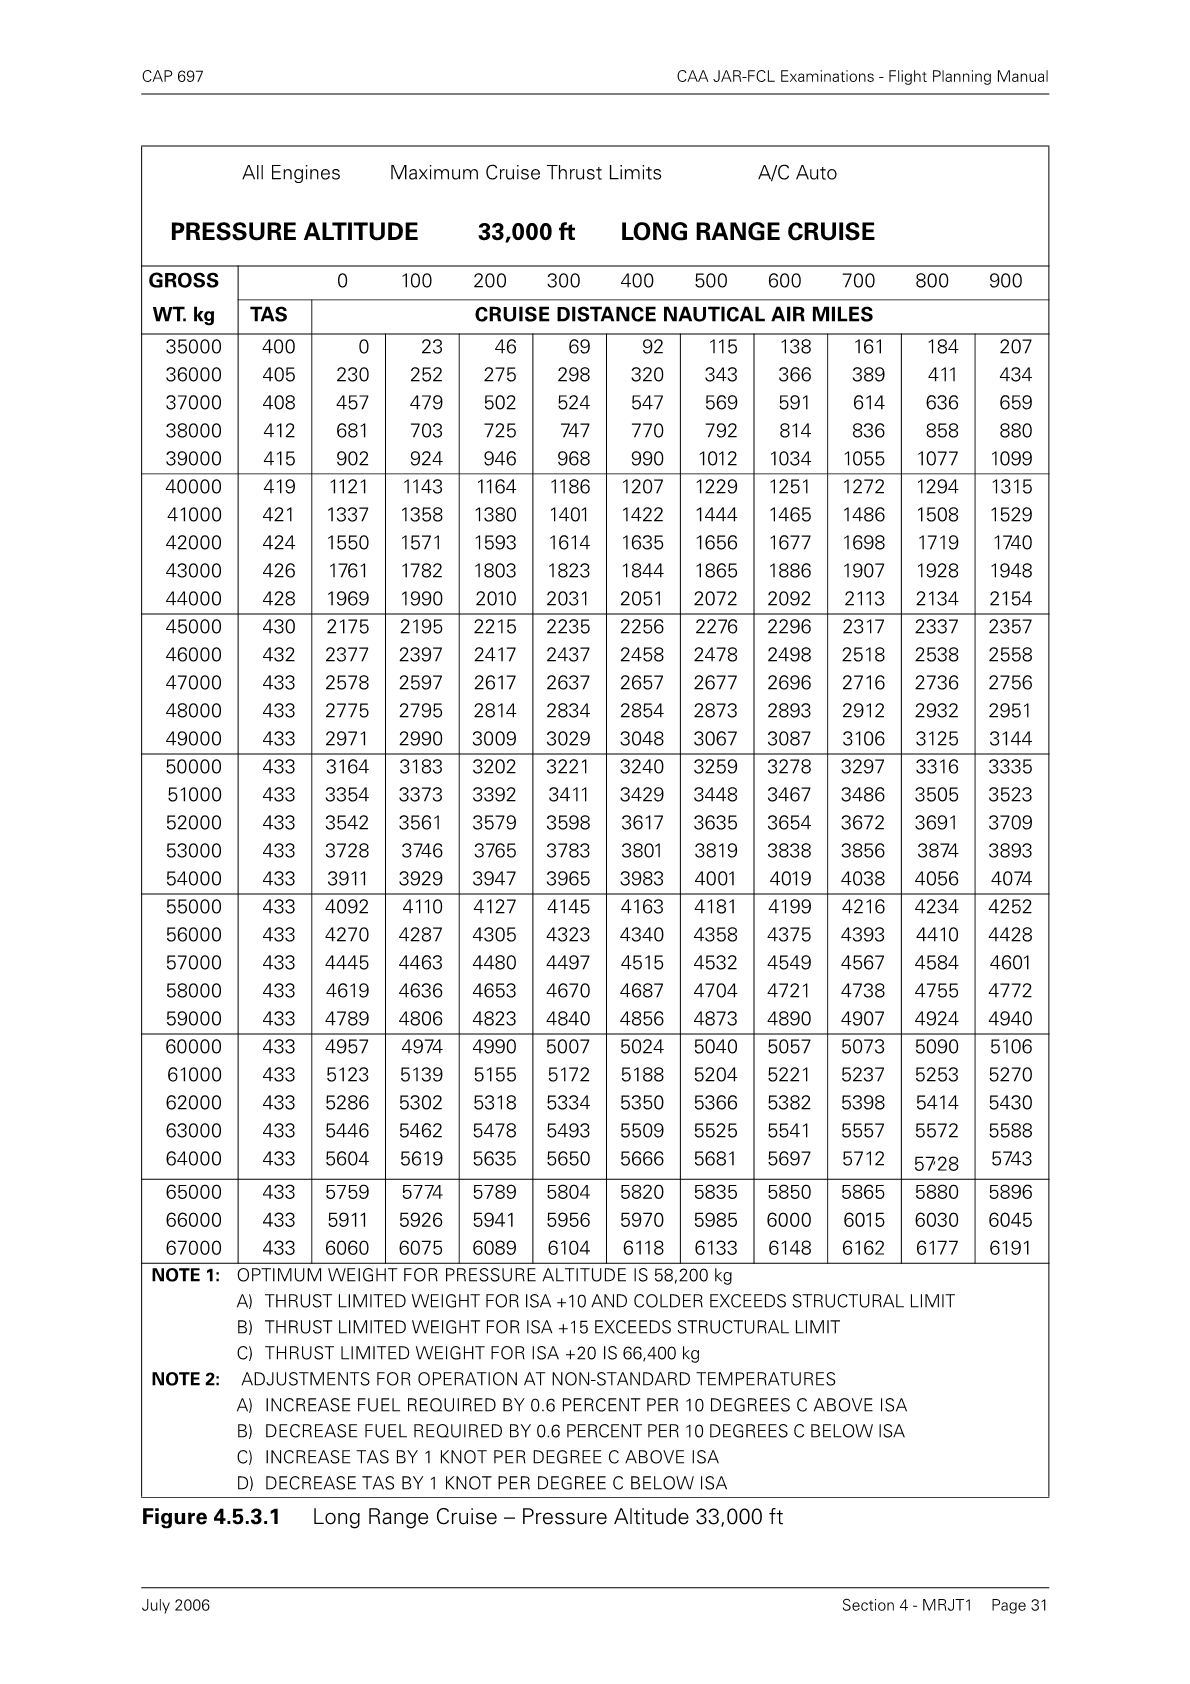 CAP 697 CAA JAR-FCL Examinations - Flight Planning Manual
All Engines Maximum Cruise Thrust Limits A/C Auto
PRESSURE ALTITUDE 33,000 ft LONG RANGE CRUISE
GROSS 0 100 200 300 400 500 600 700 800 900
WT. kg TAS CRUISE DISTANCE NAUTICAL AIR MILES
35000 400 0 23 46 69 92 115 138 161 184 207
36000 405 230 252 275 298 320 343 366 389 411 434
37000 408 457 479 502 524 547 569 591 614 636 659
38000 412 681 703 725 747 770 792 814 836 858 880
39000 415 902 924 946 968 990 1012 1034 1055 1077 1099
40000 419 1121 1143 1164 1186 1207 1229 1251 1272 1294 1315
41000 421 1337 1358 1380 1401 1422 1444 1465 1486 1508 1529
42000 424 1550 1571 1593 1614 1635 1656 1677 1698 1719 1740
43000 426 1761 1782 1803 1823 1844 1865 1886 1907 1928 1948
44000 428 1969 1990 2010 2031 2051 2072 2092 2113 2134 2154
45000 430 2175 2195 2215 2235 2256 2276 2296 2317 2337 2357
46000 432 2377 2397 2417 2437 2458 2478 2498 2518 2538 2558
47000 433 2578 2597 2617 2637 2657 2677 2696 2716 2736 2756
48000 433 2775 2795 2814 2834 2854 2873 2893 2912 2932 2951
49000 433 2971 2990 3009 3029 3048 3067 3087 3106 3125 3144
50000 433 3164 3183 3202 3221 3240 3259 3278 3297 3316 3335
51000 433 3354 3373 3392 3411 3429 3448 3467 3486 3505 3523
52000 433 3542 3561 3579 3598 3617 3635 3654 3672 3691 3709
53000 433 3728 3746 3765 3783 3801 3819 3838 3856 3874 3893
54000 433 3911 3929 3947 3965 3983 4001 4019 4038 4056 4074
55000 433 4092 4110 4127 4145 4163 4181 4199 4216 4234 4252
56000 433 4270 4287 4305 4323 4340 4358 4375 4393 4410 4428
57000 433 4445 4463 4480 4497 4515 4532 4549 4567 4584 4601
58000 433 4619 4636 4653 4670 4687 4704 4721 4738 4755 4772
59000 433 4789 4806 4823 4840 4856 4873 4890 4907 4924 4940
60000 433 4957 4974 4990 5007 5024 5040 5057 5073 5090 5106
61000 433 5123 5139 5155 5172 5188 5204 5221 5237 5253 5270
62000 433 5286 5302 5318 5334 5350 5366 5382 5398 5414 5430
63000 433 5446 5462 5478 5493 5509 5525 5541 5557 5572 5588
64000 433 5604 5619 5635 5650 5666 5681 5697 5712 5728 5743
65000 433 5759 5774 5789 5804 5820 5835 5850 5865 5880 5896
66000 433 5911 5926 5941 5956 5970 5985 6000 6015 6030 6045
67000 433 6060 6075 6089 6104 6118 6133 6148 6162 6177 6191
NOTE 1: OPTIMUM WEIGHT FOR PRESSURE ALTITUDE IS 58,200 kg
A) THRUST LIMITED WEIGHT FOR ISA +10 AND COLDER EXCEEDS STRUCTURAL LIMIT
B) THRUST LIMITED WEIGHT FOR ISA +15 EXCEEDS STRUCTURAL LIMIT
C) THRUST LIMITED WEIGHT FOR ISA +20 IS 66,400 kg
NOTE 2: ADJUSTMENTS FOR OPERATION AT NON-STANDARD TEMPERATURES
A) INCREASE FUEL REQUIRED BY 0.6 PERCENT PER 10 DEGREES C ABOVE ISA
B) DECREASE FUEL REQUIRED BY 0.6 PERCENT PER 10 DEGREES C BELOW ISA
C) INCREASE TAS BY 1 KNOT PER DEGREE C ABOVE ISA
D) DECREASE TAS BY 1 KNOT PER DEGREE C BELOW ISA
Figure 4.5.3.1 Long Range Cruise – Pressure Altitude 33,000 ft
July 2006 Section 4 - MRJT1 Page 31